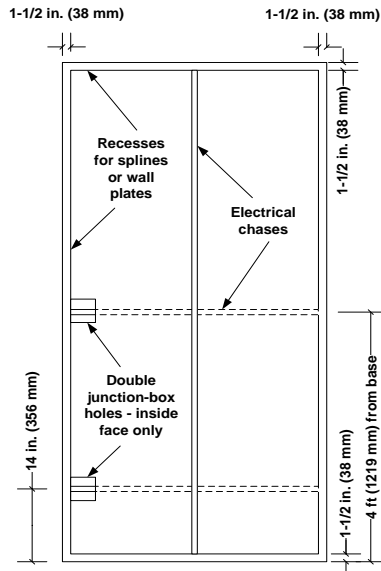 1-1/2 in. (38 mm)
1-1/2 in. (38 mm)
1-1/2 in. (38 mm)
Recesses
for splines
or wall
plates
Electrical
chases
Double
junction-box
holes - inside
face only
14 in. (356 mm)
1-1/2 in. (38 mm)
4 ft (1219 mm) from base